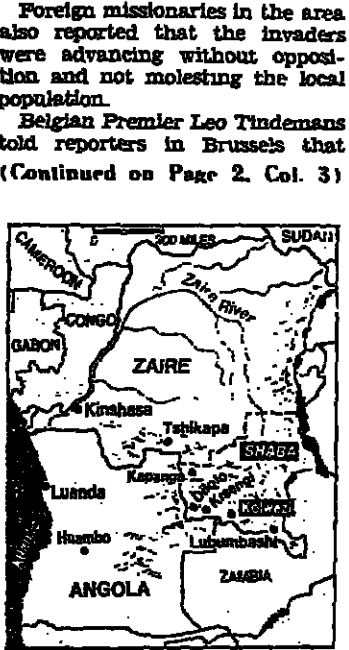 Foreign missionaries in the area
also reported that the invaders
were advancing without opposi-
tion and not molesting the local
population.
Belgian Premier Leo Tindemans
told reporters in Brussels that
(Continued on Page 2, Col. 3)
0 300 MILES
SUDAN
CAMEROON
Zaire River
CONGO
GABON
ZAIRE
Kinshasa
Tshikapa
SHABA
Kapanga
Dilolo
Kisengi
Luanda
KOLWEZI
Huambo
Lubumbashi
ZAMBIA
ANGOLA